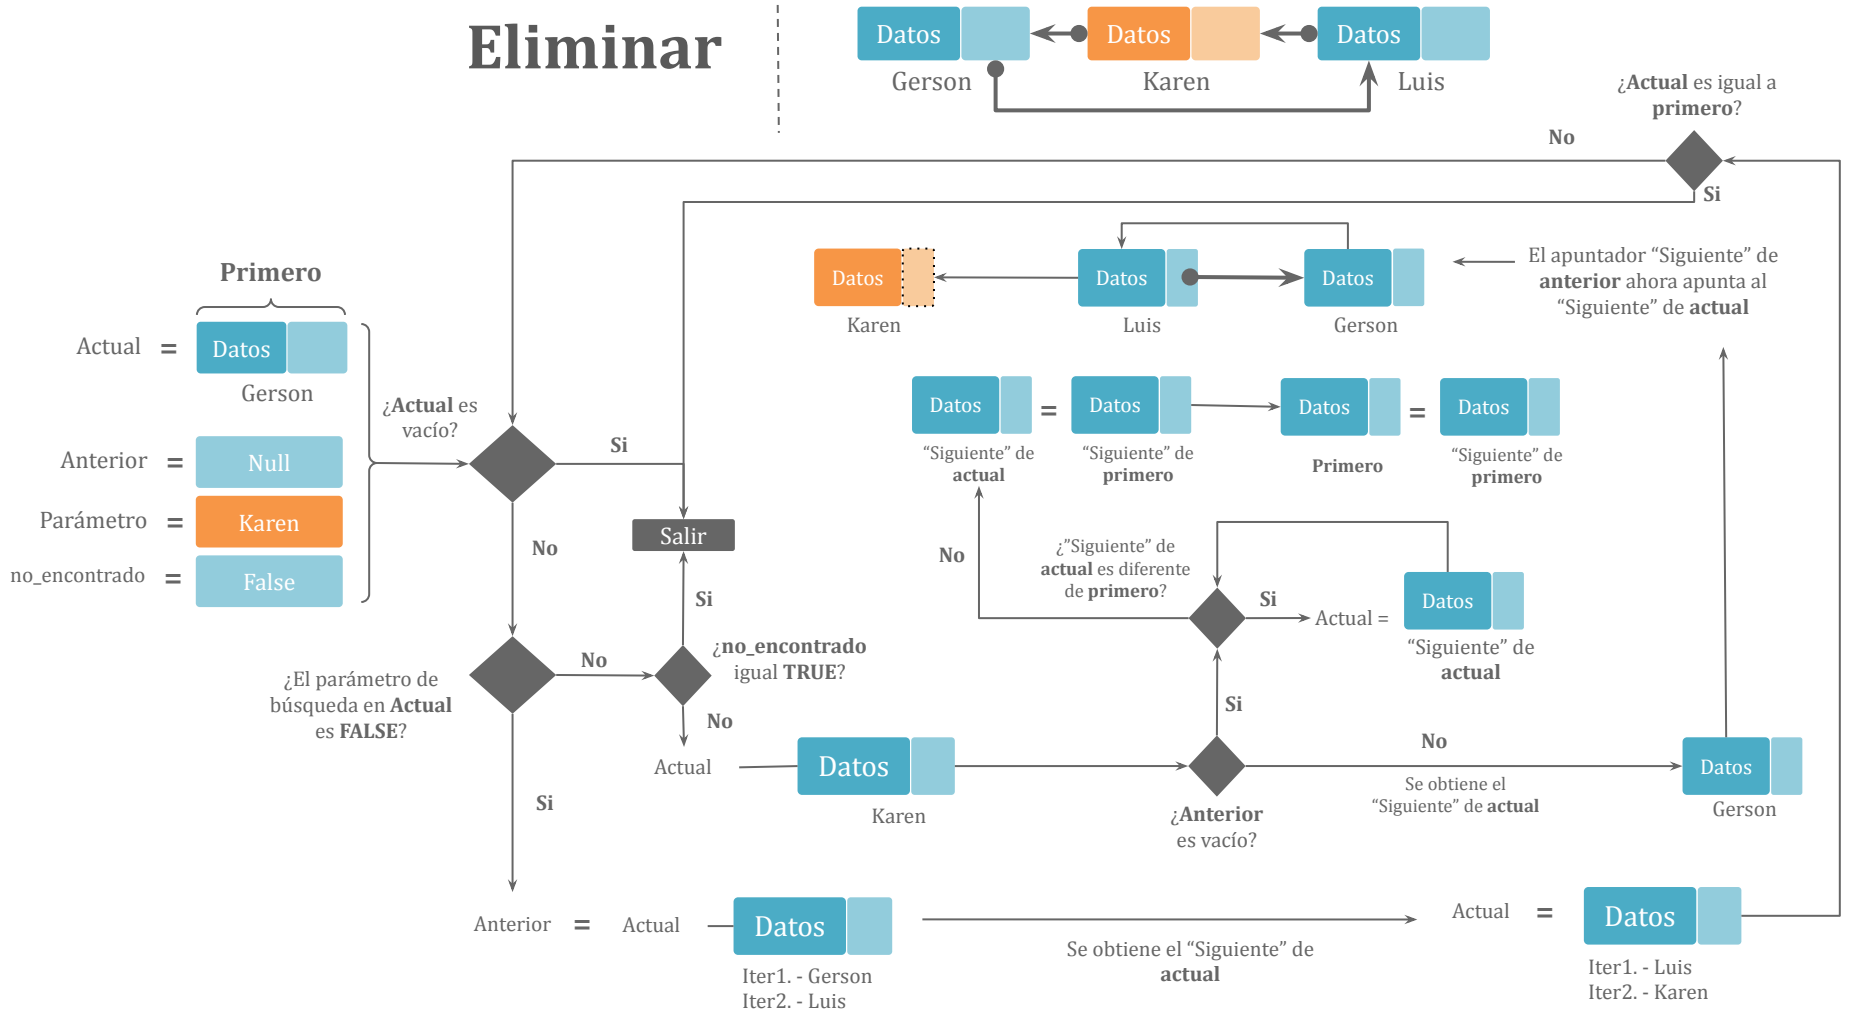 Eliminar
Datos
Datos
Datos
Gerson
Karen
Luis
¿Actual es igual a
primero?
No
Si
Datos
Datos
Datos
Karen
Luis
Gerson
El apuntador “Siguiente” de
anterior ahora apunta al
“Siguiente” de actual
Primero
Actual =
Datos
Gerson
Anterior =
Null
Parámetro =
Karen
no_encontrado =
False
¿Actual es
vacío?
Si
No
Salir
Datos
=
Datos
Datos
=
Datos
“Siguiente” de
actual
“Siguiente” de
primero
Primero
“Siguiente” de
primero
No
¿”Siguiente” de
actual es diferente
de primero?
Si
Actual =
Datos
“Siguiente” de
actual
¿El parámetro de
búsqueda en Actual
es FALSE?
No
Si
¿no_encontrado
igual TRUE?
No
Si
Actual
Datos
Karen
Si
¿Anterior
es vacío?
No
Se obtiene el
“Siguiente” de actual
Datos
Gerson
Anterior = Actual
Datos
Iter1. - Gerson
Iter2. - Luis
Se obtiene el “Siguiente” de
actual
Actual =
Datos
Iter1. - Luis
Iter2. - Karen